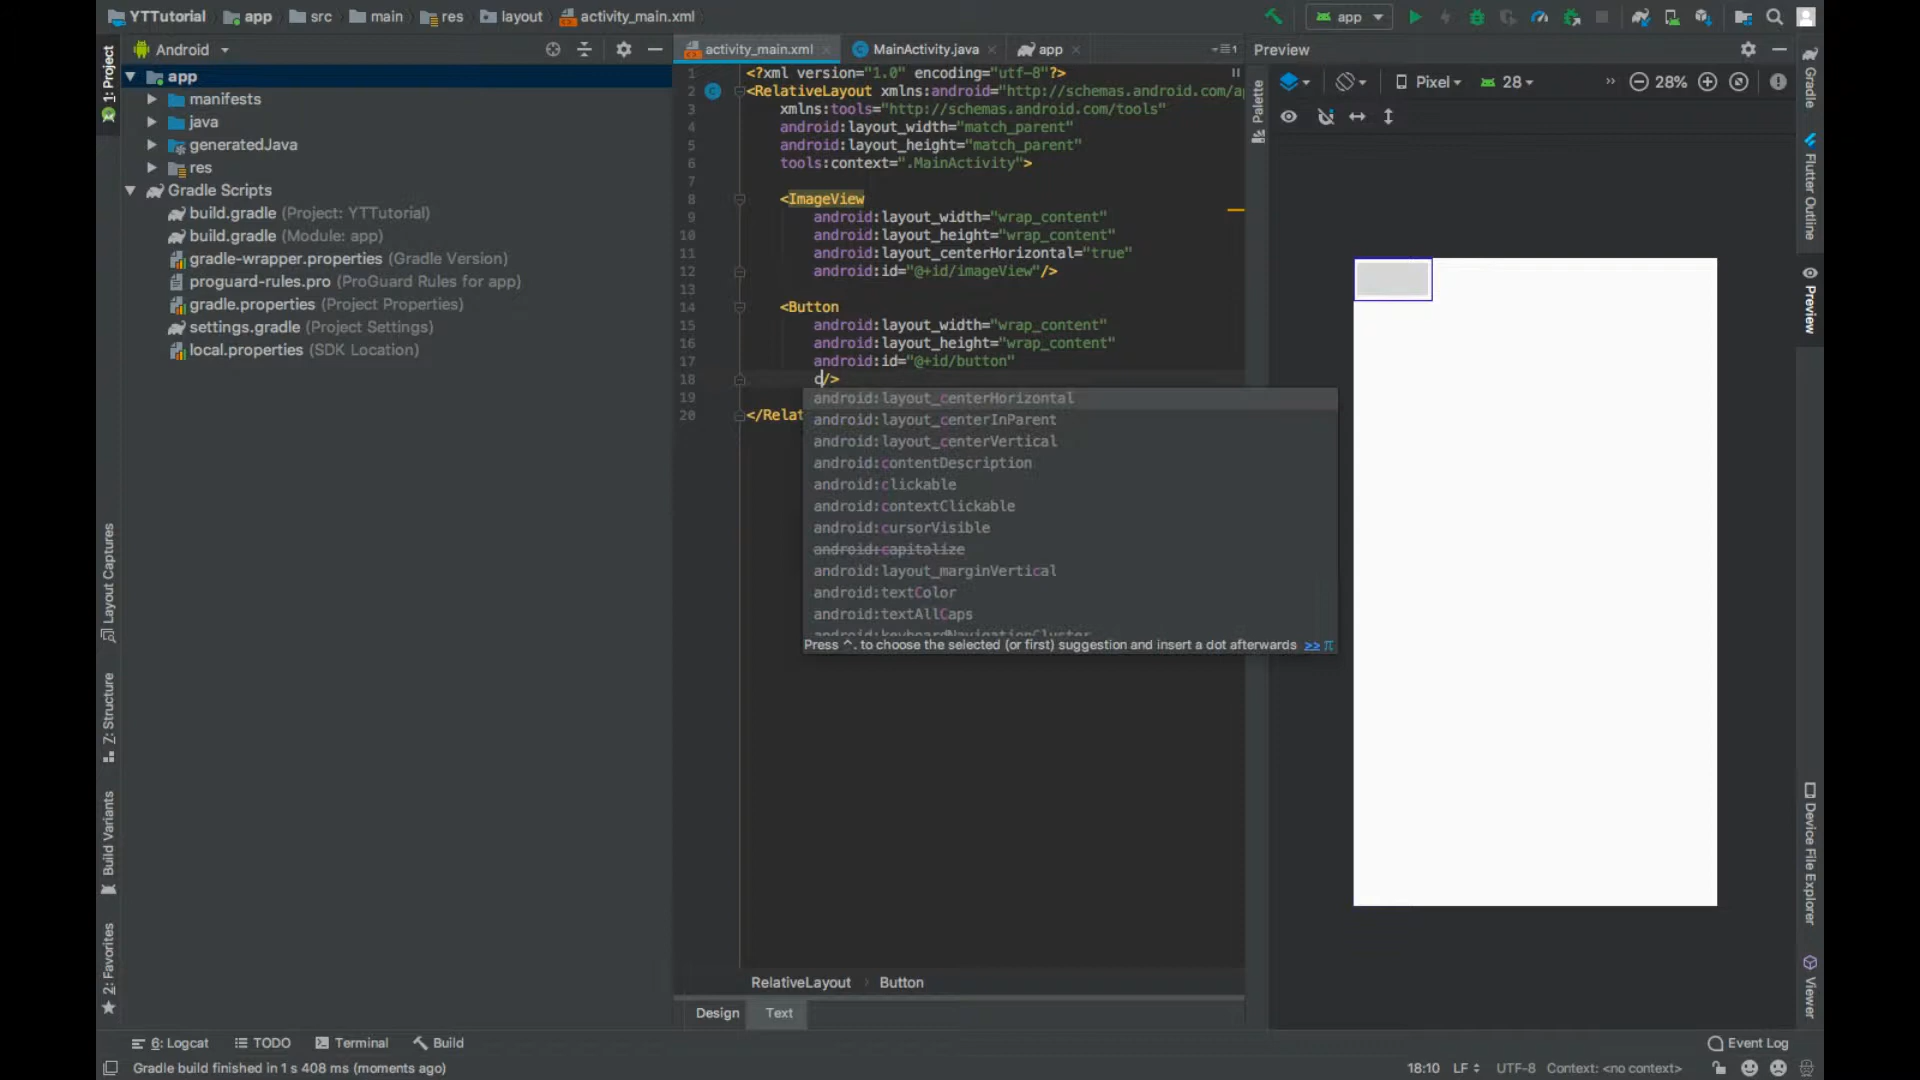 YTTutorial app src main res layout activity_main.xml
app
Android
activity_main.xml MainActivity.java app
Preview
1: Project
app
manifests
java
generatedJava
res
Gradle Scripts
build.gradle (Project: YTTutorial)
build.gradle (Module: app)
gradle-wrapper.properties (Gradle Version)
proguard-rules.pro (ProGuard Rules for app)
gradle.properties (Project Properties)
settings.gradle (Project Settings)
local.properties (SDK Location)
Layout Captures
Z: Structure
Build Variants
2: Favorites
1 <?xml version="1.0" encoding="utf-8"?>
2 <RelativeLayout xmlns:android="http://schemas.android.com/a
3 xmlns:tools="http://schemas.android.com/tools"
4 android:layout_width="match_parent"
5 android:layout_height="match_parent"
6 tools:context=".MainActivity">
7
8 <ImageView
9 android:layout_width="wrap_content"
10 android:layout_height="wrap_content"
11 android:layout_centerHorizontal="true"
12 android:id="@+id/imageView"/>
13
14 <Button
15 android:layout_width="wrap_content"
16 android:layout_height="wrap_content"
17 android:id="@+id/button"
18 c/>
19
20 </Relat
android:layout_centerHorizontal
android:layout_centerInParent
android:layout_centerVertical
android:contentDescription
android:clickable
android:contextClickable
android:cursorVisible
android:capitalize
android:layout_marginVertical
android:textColor
android:textAllCaps
android:keyboardNavigationCluster
Press ^. to choose the selected (or first) suggestion and insert a dot afterwards >> π
RelativeLayout Button
Design Text
Palette
Pixel 28 >> 28%
Gradle
Flutter Outline
Preview
Device File Explorer
Viewer
6: Logcat TODO Terminal Build
Event Log
Gradle build finished in 1 s 408 ms (moments ago)
18:10 LF UTF-8 Context: <no context>